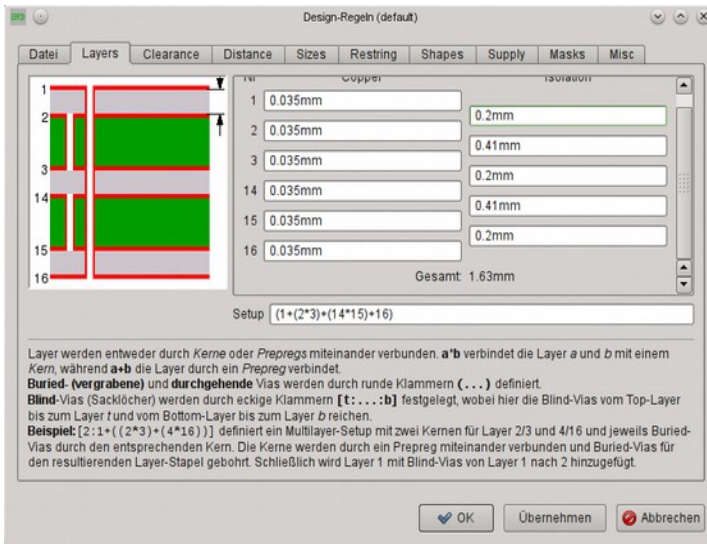 Design-Regeln (default)
Datei Layers Clearance Distance Sizes Restring Shapes Supply Masks Misc
Nr Copper Isolation
1
2
3
14
15
16
1 0.035mm
0.2mm
2 0.035mm
0.41mm
3 0.035mm
0.2mm
14 0.035mm
0.41mm
15 0.035mm
0.2mm
16 0.035mm
Gesamt: 1.63mm
Setup (1+(2*3)+(14*15)+16)
Layer werden entweder durch Kerne oder Prepregs miteinander verbunden. a*b verbindet die Layer a und b mit einem
Kern, während a+b die Layer durch ein Prepreg verbindet.
Buried- (vergrabene) und durchgehende Vias werden durch runde Klammern (...) definiert.
Blind-Vias (Sacklöcher) werden durch eckige Klammern [t:...:b] festgelegt, wobei hier die Blind-Vias vom Top-Layer
bis zum Layer t und vom Bottom-Layer bis zum Layer b reichen.
Beispiel: [2:1+((2*3)+(4*16))] definiert ein Multilayer-Setup mit zwei Kernen für Layer 2/3 und 4/16 und jeweils Buried-
Vias durch den entsprechenden Kern. Die Kerne werden durch ein Prepreg miteinander verbunden und Buried-Vias für
den resultierenden Layer-Stapel gebohrt. Schließlich wird Layer 1 mit Blind-Vias von Layer 1 nach 2 hinzugefügt.
OK Übernehmen Abbrechen